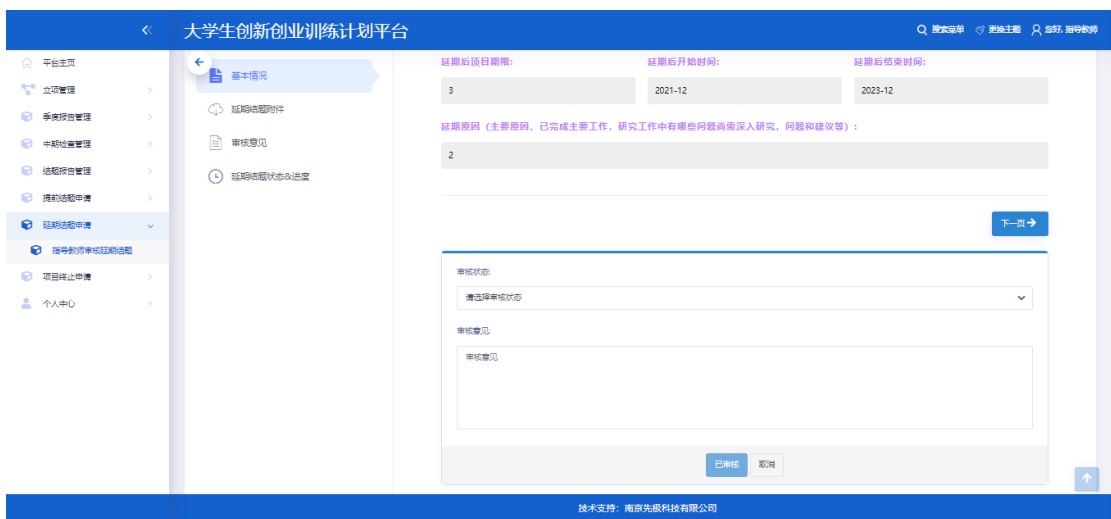 大学生创新创业训练计划平台
搜索菜单 更换主题 您好, 指导教师
平台主页
立项管理
季度报告管理
中期检查管理
结题报告管理
提前结题申请
延期结题申请
指导教师审核延期结题
项目终止申请
个人中心
基本情况
延期结题附件
审核意见
延期结题状态&进度
延期后项目期限: 延期后开始时间: 延期后结束时间:
3 2021-12 2023-12
延期原因（主要原因、已完成主要工作，研究工作中有哪些问题尚需深入研究，问题和建议等）:
2
下一页
审核状态:
请选择审核状态
审核意见:
审核意见
已审核 取消
技术支持：南京先极科技有限公司